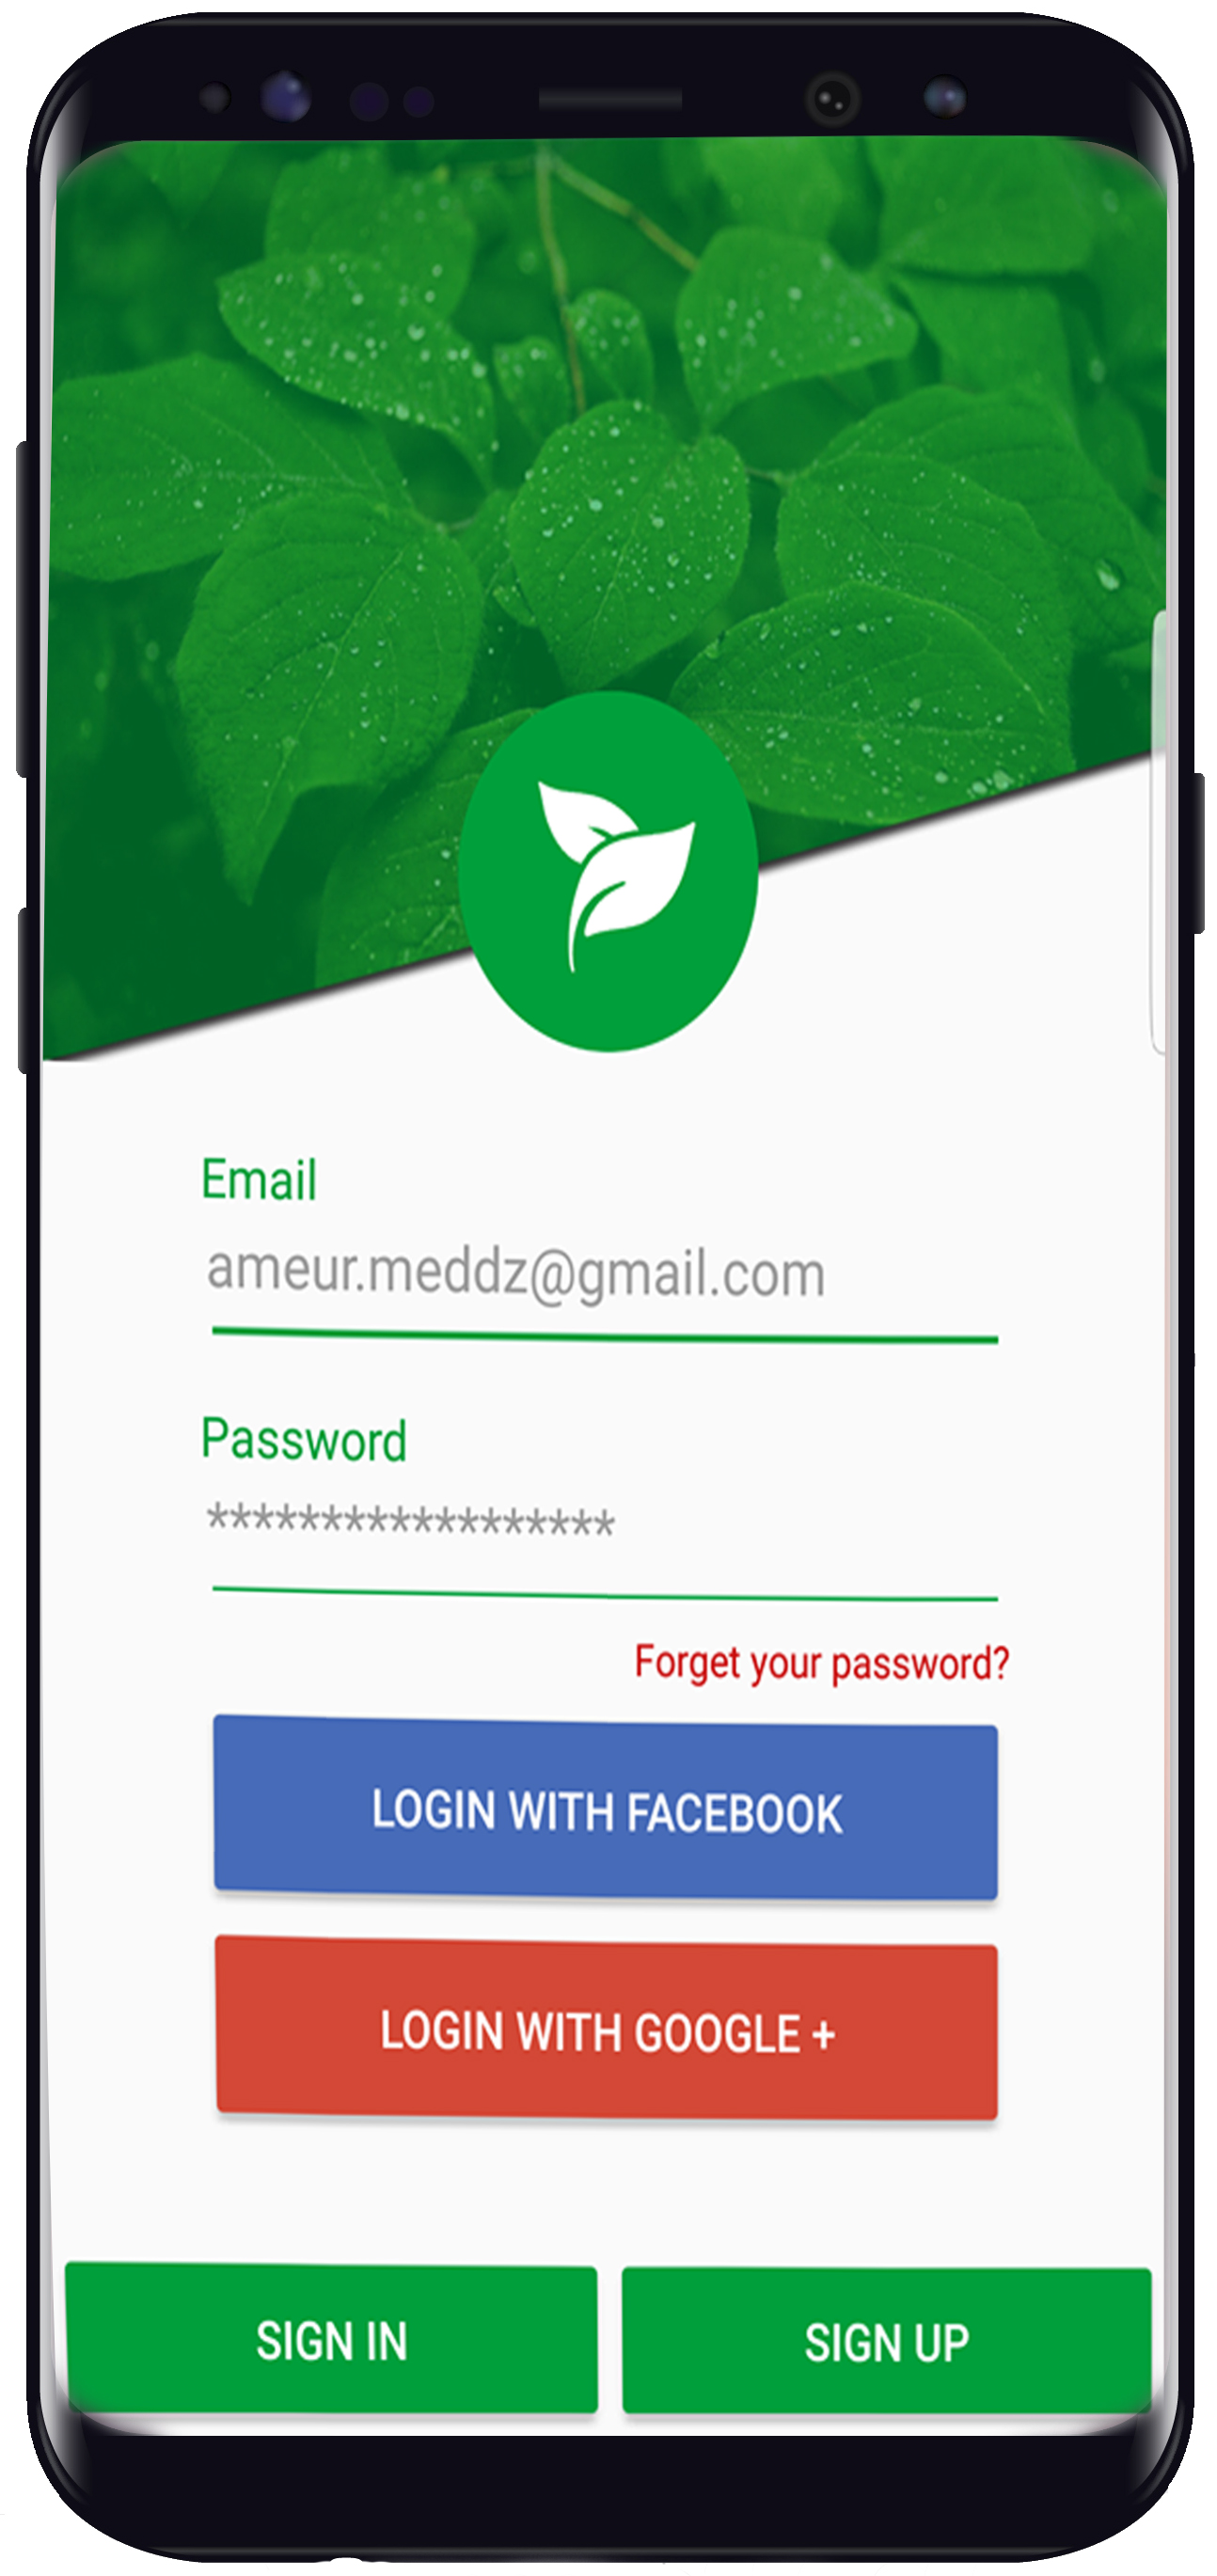 Email
ameur.meddz@gmail.com
Password
******************
Forget your password?
LOGIN WITH FACEBOOK
LOGIN WITH GOOGLE +
SIGN IN
SIGN UP